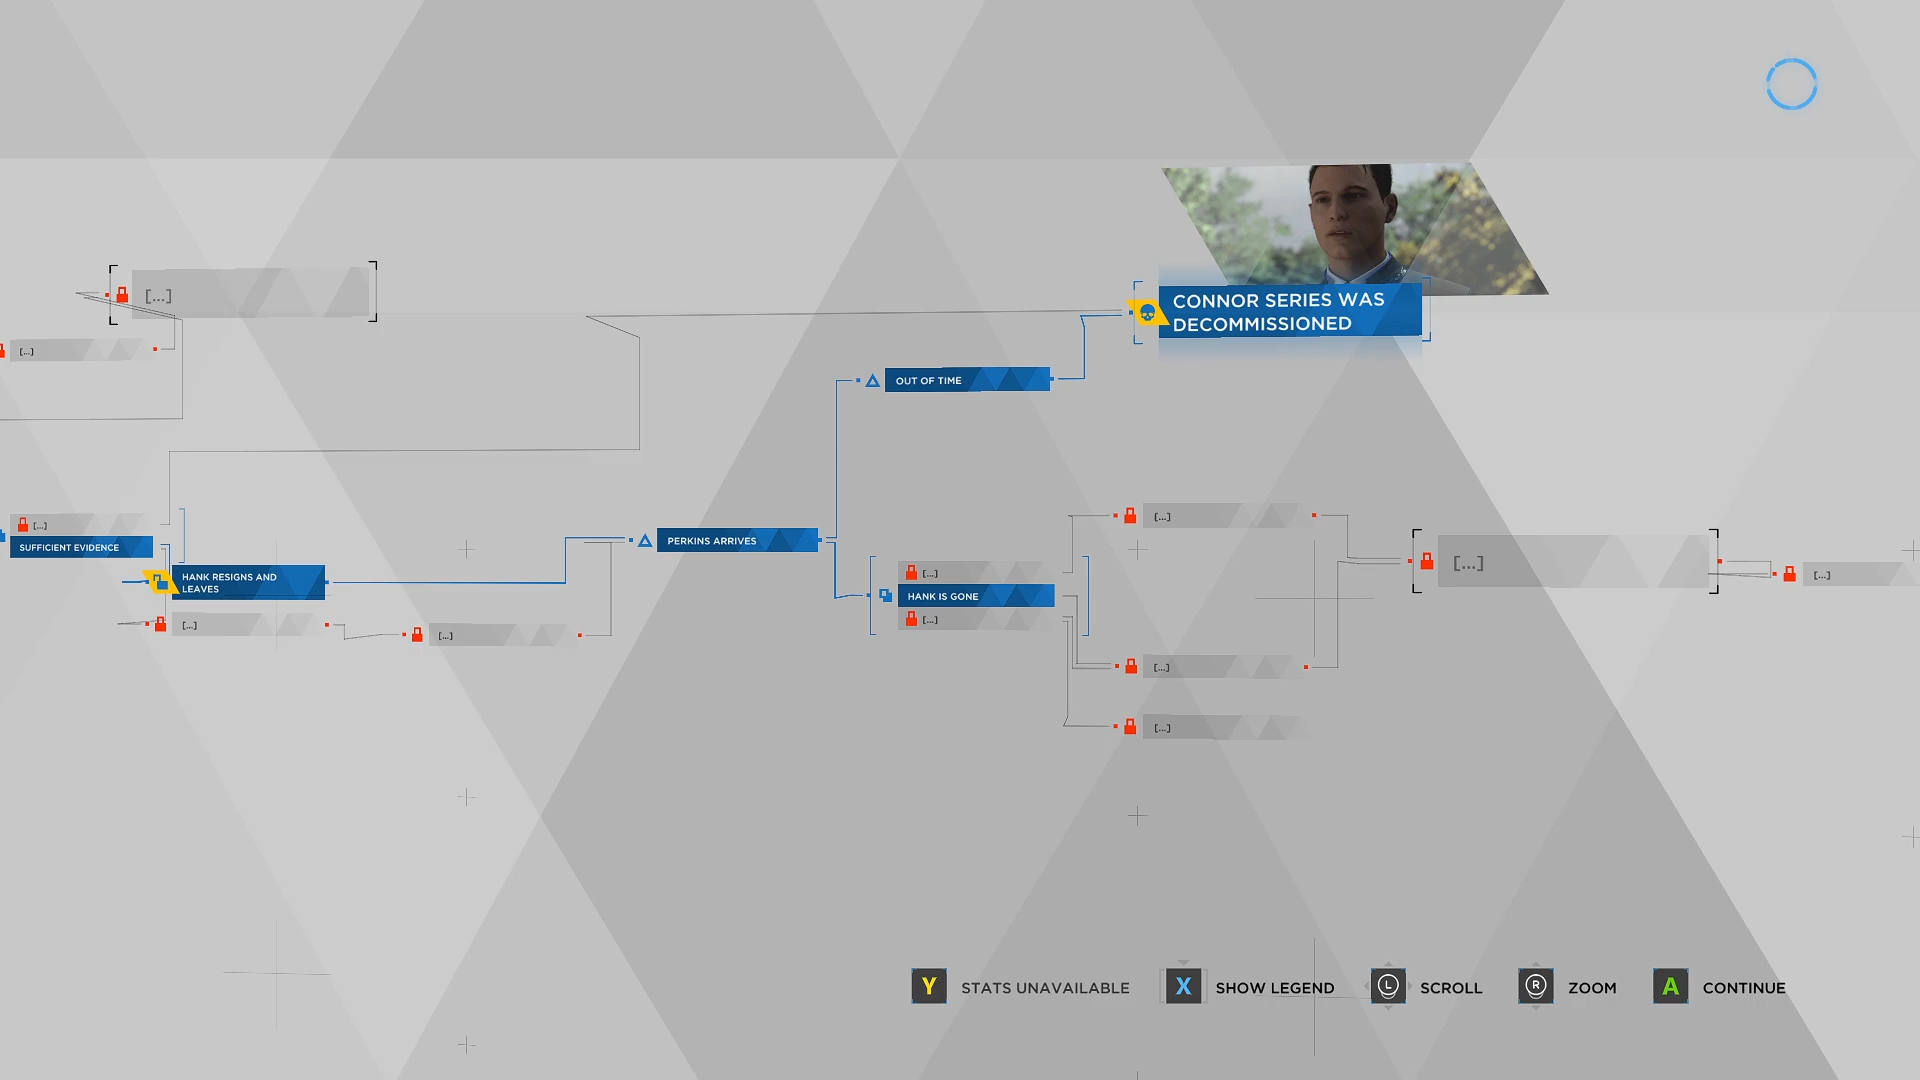 CONNOR SERIES WAS
DECOMMISSIONED
[...]
[...]
OUT OF TIME
[...]
[...]
SUFFICIENT EVIDENCE
PERKINS ARRIVES
[...]
[...]
[...]
HANK RESIGNS AND
LEAVES
HANK IS GONE
[...]
[...]
[...]
[...]
[...]
Y STATS UNAVAILABLE X SHOW LEGEND L SCROLL R ZOOM A CONTINUE